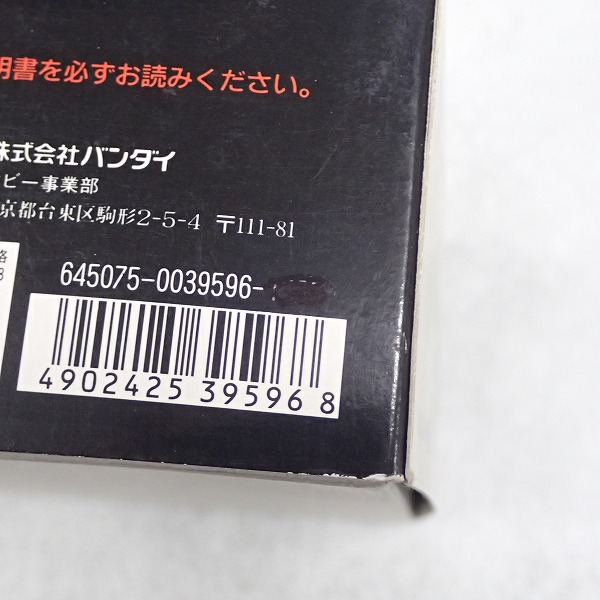 明書を必ずお読みください。
株式会社バンダイ
ビー事業部
京都台東区駒形2-5-4 〒111-81
格
8
645075-0039596-
4902425 395968